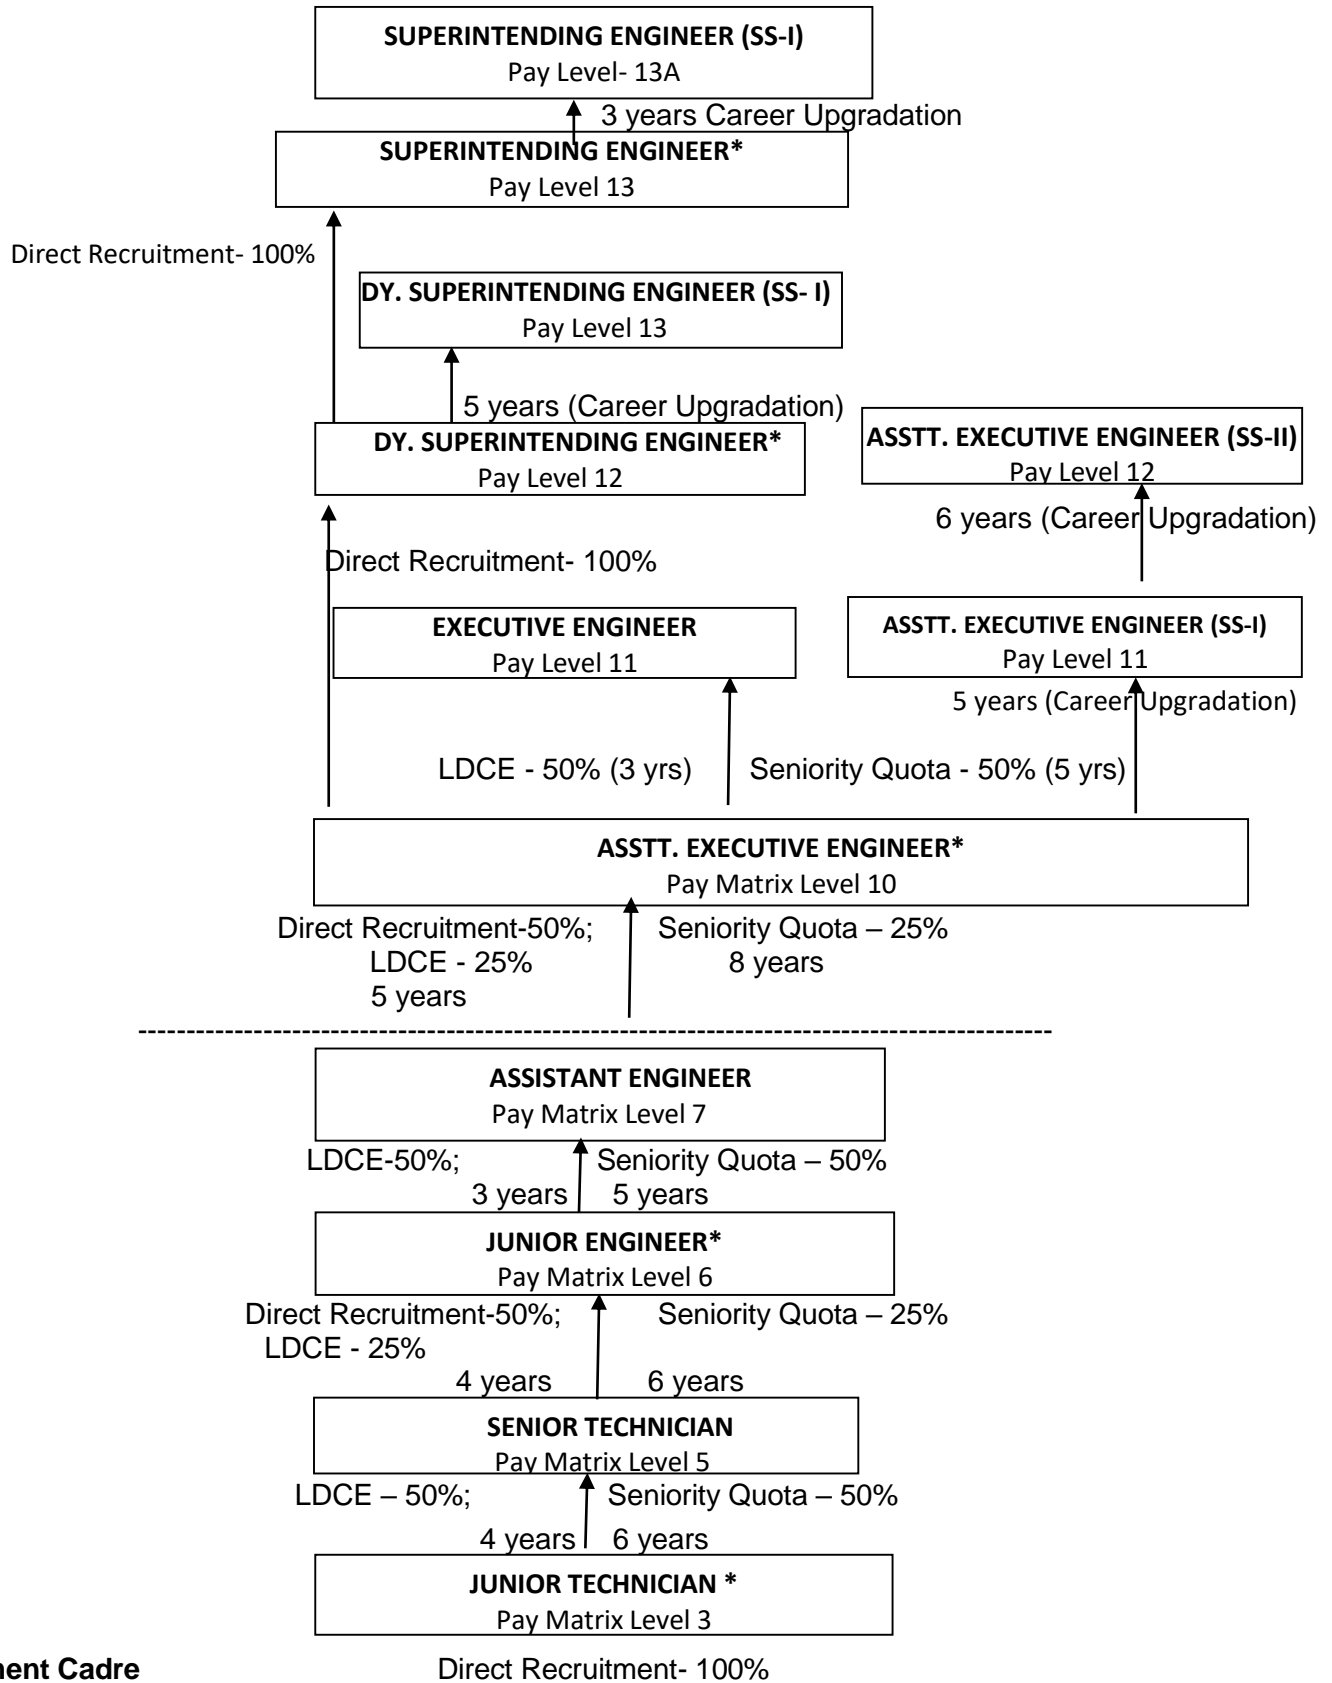 SUPERINTENDING ENGINEER (SS-I)
Pay Level- 13A
3 years Career Upgradation
SUPERINTENDING ENGINEER*
Pay Level 13
Direct Recruitment- 100%
DY. SUPERINTENDING ENGINEER (SS- I)
Pay Level 13
5 years (Career Upgradation)
DY. SUPERINTENDING ENGINEER*
Pay Level 12
ASSTT. EXECUTIVE ENGINEER (SS-II)
Pay Level 12
6 years (Career Upgradation)
Direct Recruitment- 100%
EXECUTIVE ENGINEER
Pay Level 11
ASSTT. EXECUTIVE ENGINEER (SS-I)
Pay Level 11
5 years (Career Upgradation)
LDCE - 50% (3 yrs) Seniority Quota - 50% (5 yrs)
ASSTT. EXECUTIVE ENGINEER*
Pay Matrix Level 10
Direct Recruitment-50%; Seniority Quota – 25%
LDCE - 25% 8 years
5 years
-----------------------------------------------------------------------------------------------
ASSISTANT ENGINEER
Pay Matrix Level 7
LDCE-50%; Seniority Quota – 50%
3 years 5 years
JUNIOR ENGINEER*
Pay Matrix Level 6
Direct Recruitment-50%; Seniority Quota – 25%
LDCE - 25%
4 years 6 years
SENIOR TECHNICIAN
Pay Matrix Level 5
LDCE – 50%; Seniority Quota – 50%
4 years 6 years
JUNIOR TECHNICIAN *
Pay Matrix Level 3
Cadre Direct Recruitment- 100%